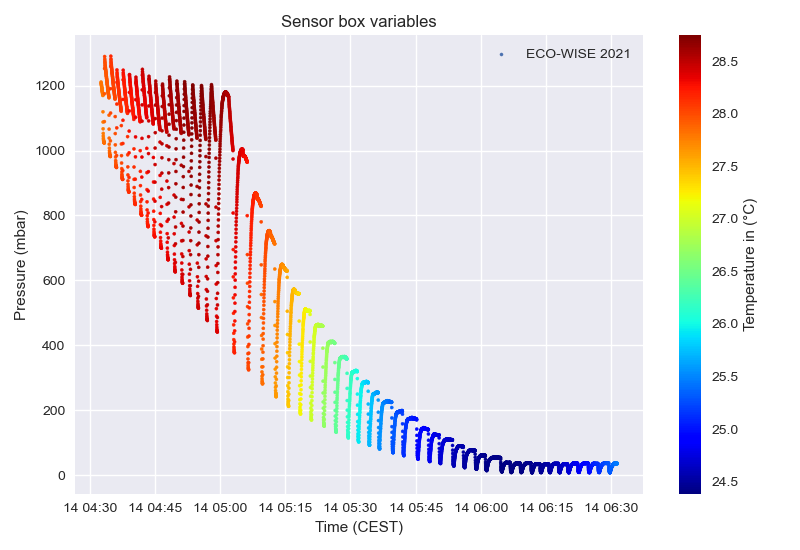 Sensor box variables
ECO-WISE 2021
Pressure (mbar)
1200
1000
800
600
400
200
0
14 04:30 14 04:45 14 05:00 14 05:15 14 05:30 14 05:45 14 06:00 14 06:15 14 06:30
Time (CEST)
28.5
28.0
27.5
27.0
26.5
26.0
25.5
25.0
24.5
Temperature in (°C)